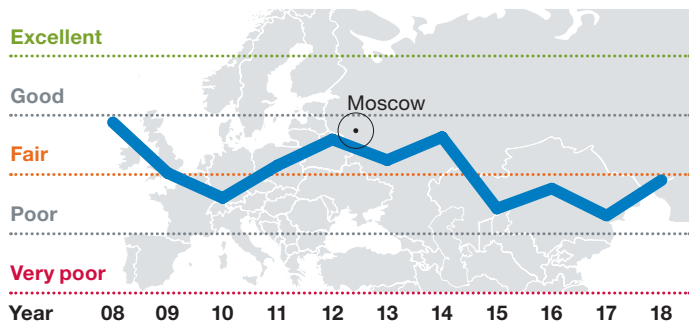 Excellent
Good
Moscow
Fair
Poor
Very poor
Year 08 09 10 11 12 13 14 15 16 17 18